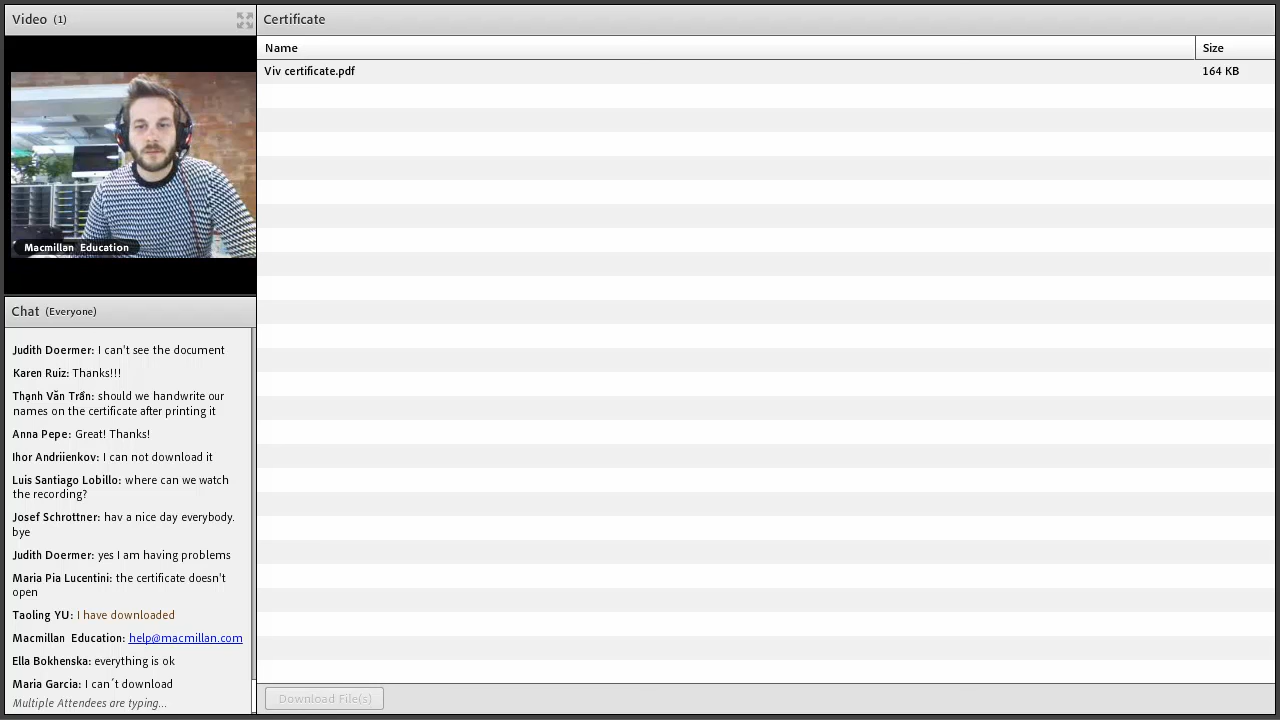 Video (1)
Certificate
Name
Size
Viv certificate.pdf
164 KB
Macmillan Education
Chat (Everyone)
Judith Doermer: I can't see the document
Karen Ruiz: Thanks!!!
Thạnh Văn Trần: should we handwrite our
names on the certificate after printing it
Anna Pepe: Great! Thanks!
Ihor Andriienkov: I can not download it
Luis Santiago Lobillo: where can we watch
the recording?
Josef Schrottner: hav a nice day everybody.
bye
Judith Doermer: yes I am having problems
Maria Pia Lucentini: the certificate doesn't
open
Taoling YU: I have downloaded
Macmillan Education: help@macmillan.com
Ella Bokhenska: everything is ok
Maria Garcia: I can´t download
Multiple Attendees are typing...
Download File(s)